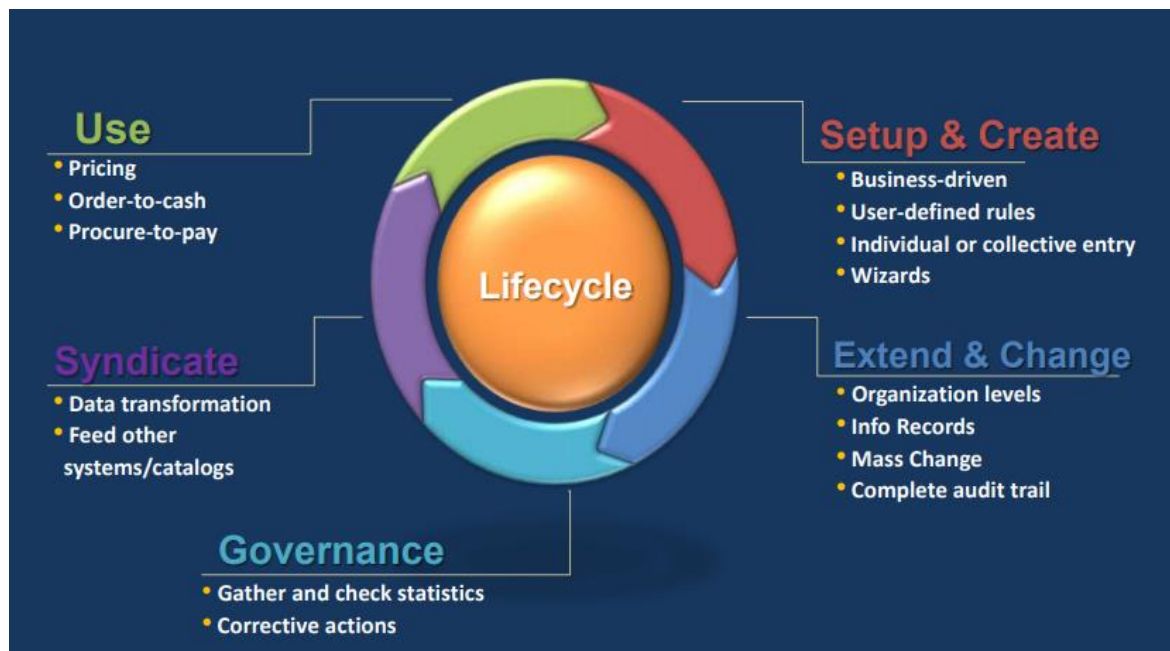 Use
• Pricing
• Order-to-cash
• Procure-to-pay
Setup & Create
• Business-driven
• User-defined rules
• Individual or collective entry
• Wizards
Lifecycle
Syndicate
• Data transformation
• Feed other
systems/catalogs
Extend & Change
• Organization levels
• Info Records
• Mass Change
• Complete audit trail
Governance
• Gather and check statistics
• Corrective actions